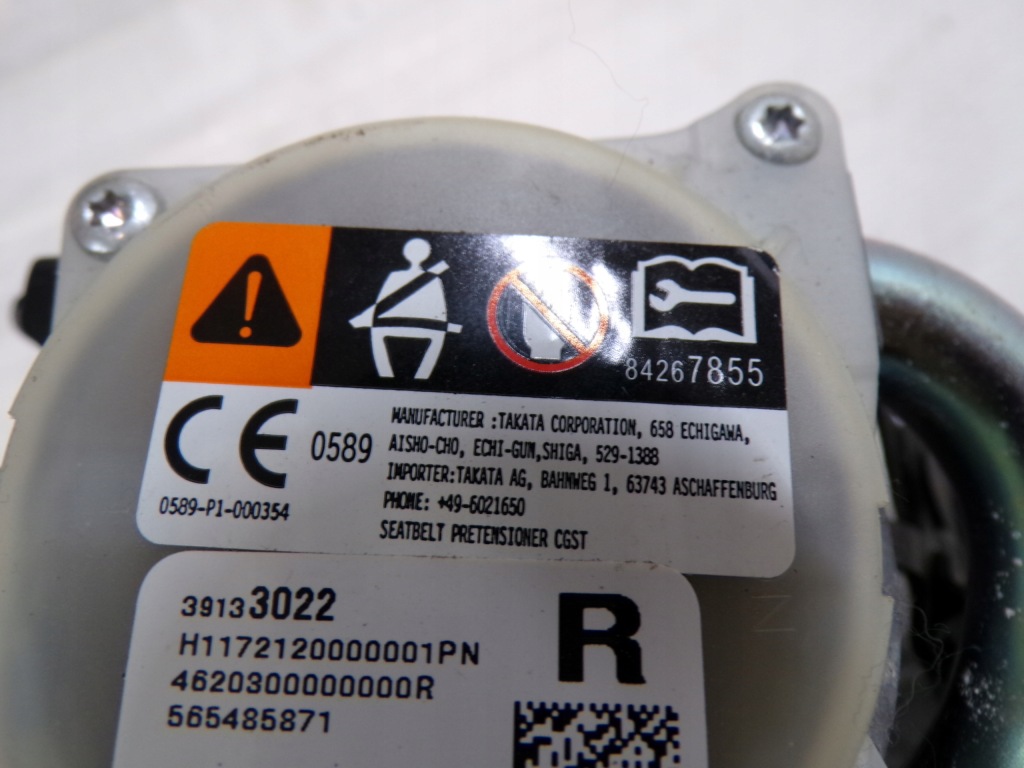 84267855
CE 0589
0589-P1-000354
MANUFACTURER :TAKATA CORPORATION, 658 ECHIGAWA,
AISHO-CHO, ECHI-GUN,SHIGA, 529-1388
IMPORTER:TAKATA AG, BAHNWEG 1, 63743 ASCHAFFENBURG
PHONE: +49-6021650
SEATBELT PRETENSIONER CGST
39133022
R
H1172120000001PN
4620300000000R
565485871